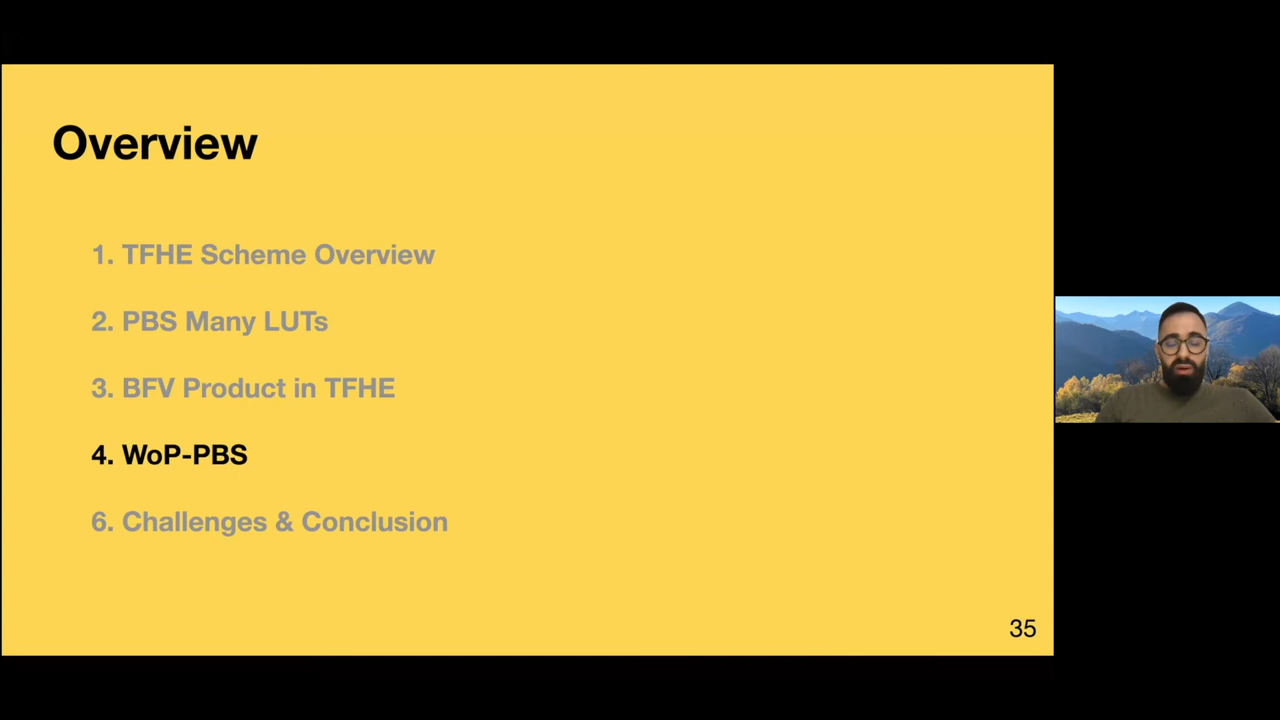 Overview
1. TFHE Scheme Overview
2. PBS Many LUTs
3. BFV Product in TFHE
4. WoP-PBS
6. Challenges & Conclusion
35